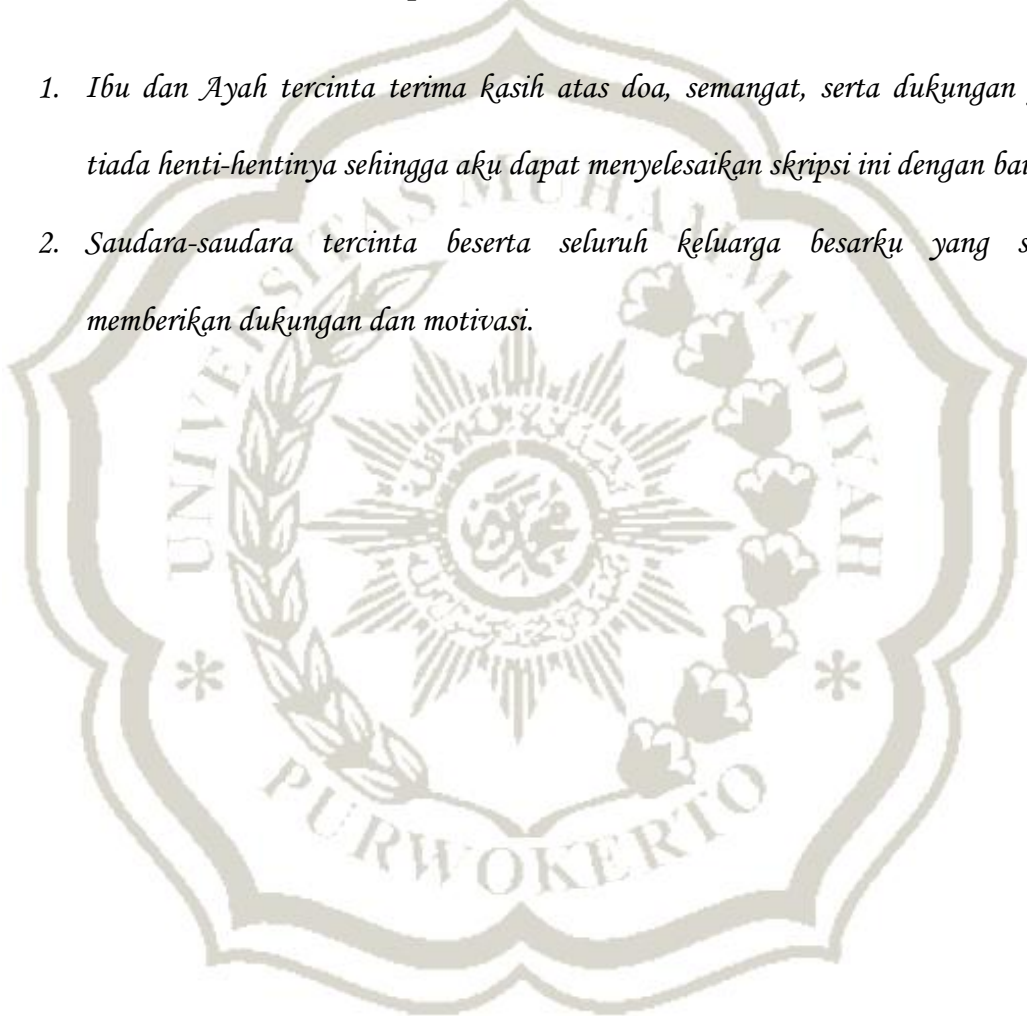 1. Ibu dan Ayah tercinta terima kasih atas doa, semangat, serta dukungan
tiada henti-hentinya sehingga aku dapat menyelesaikan skripsi ini dengan
2. Saudara-saudara tercinta beserta seluruh keluarga besarku yang
memberikan dukungan dan motivasi.
UNIVERSITAS MUHAMMADIYAH
PURWOKERTO